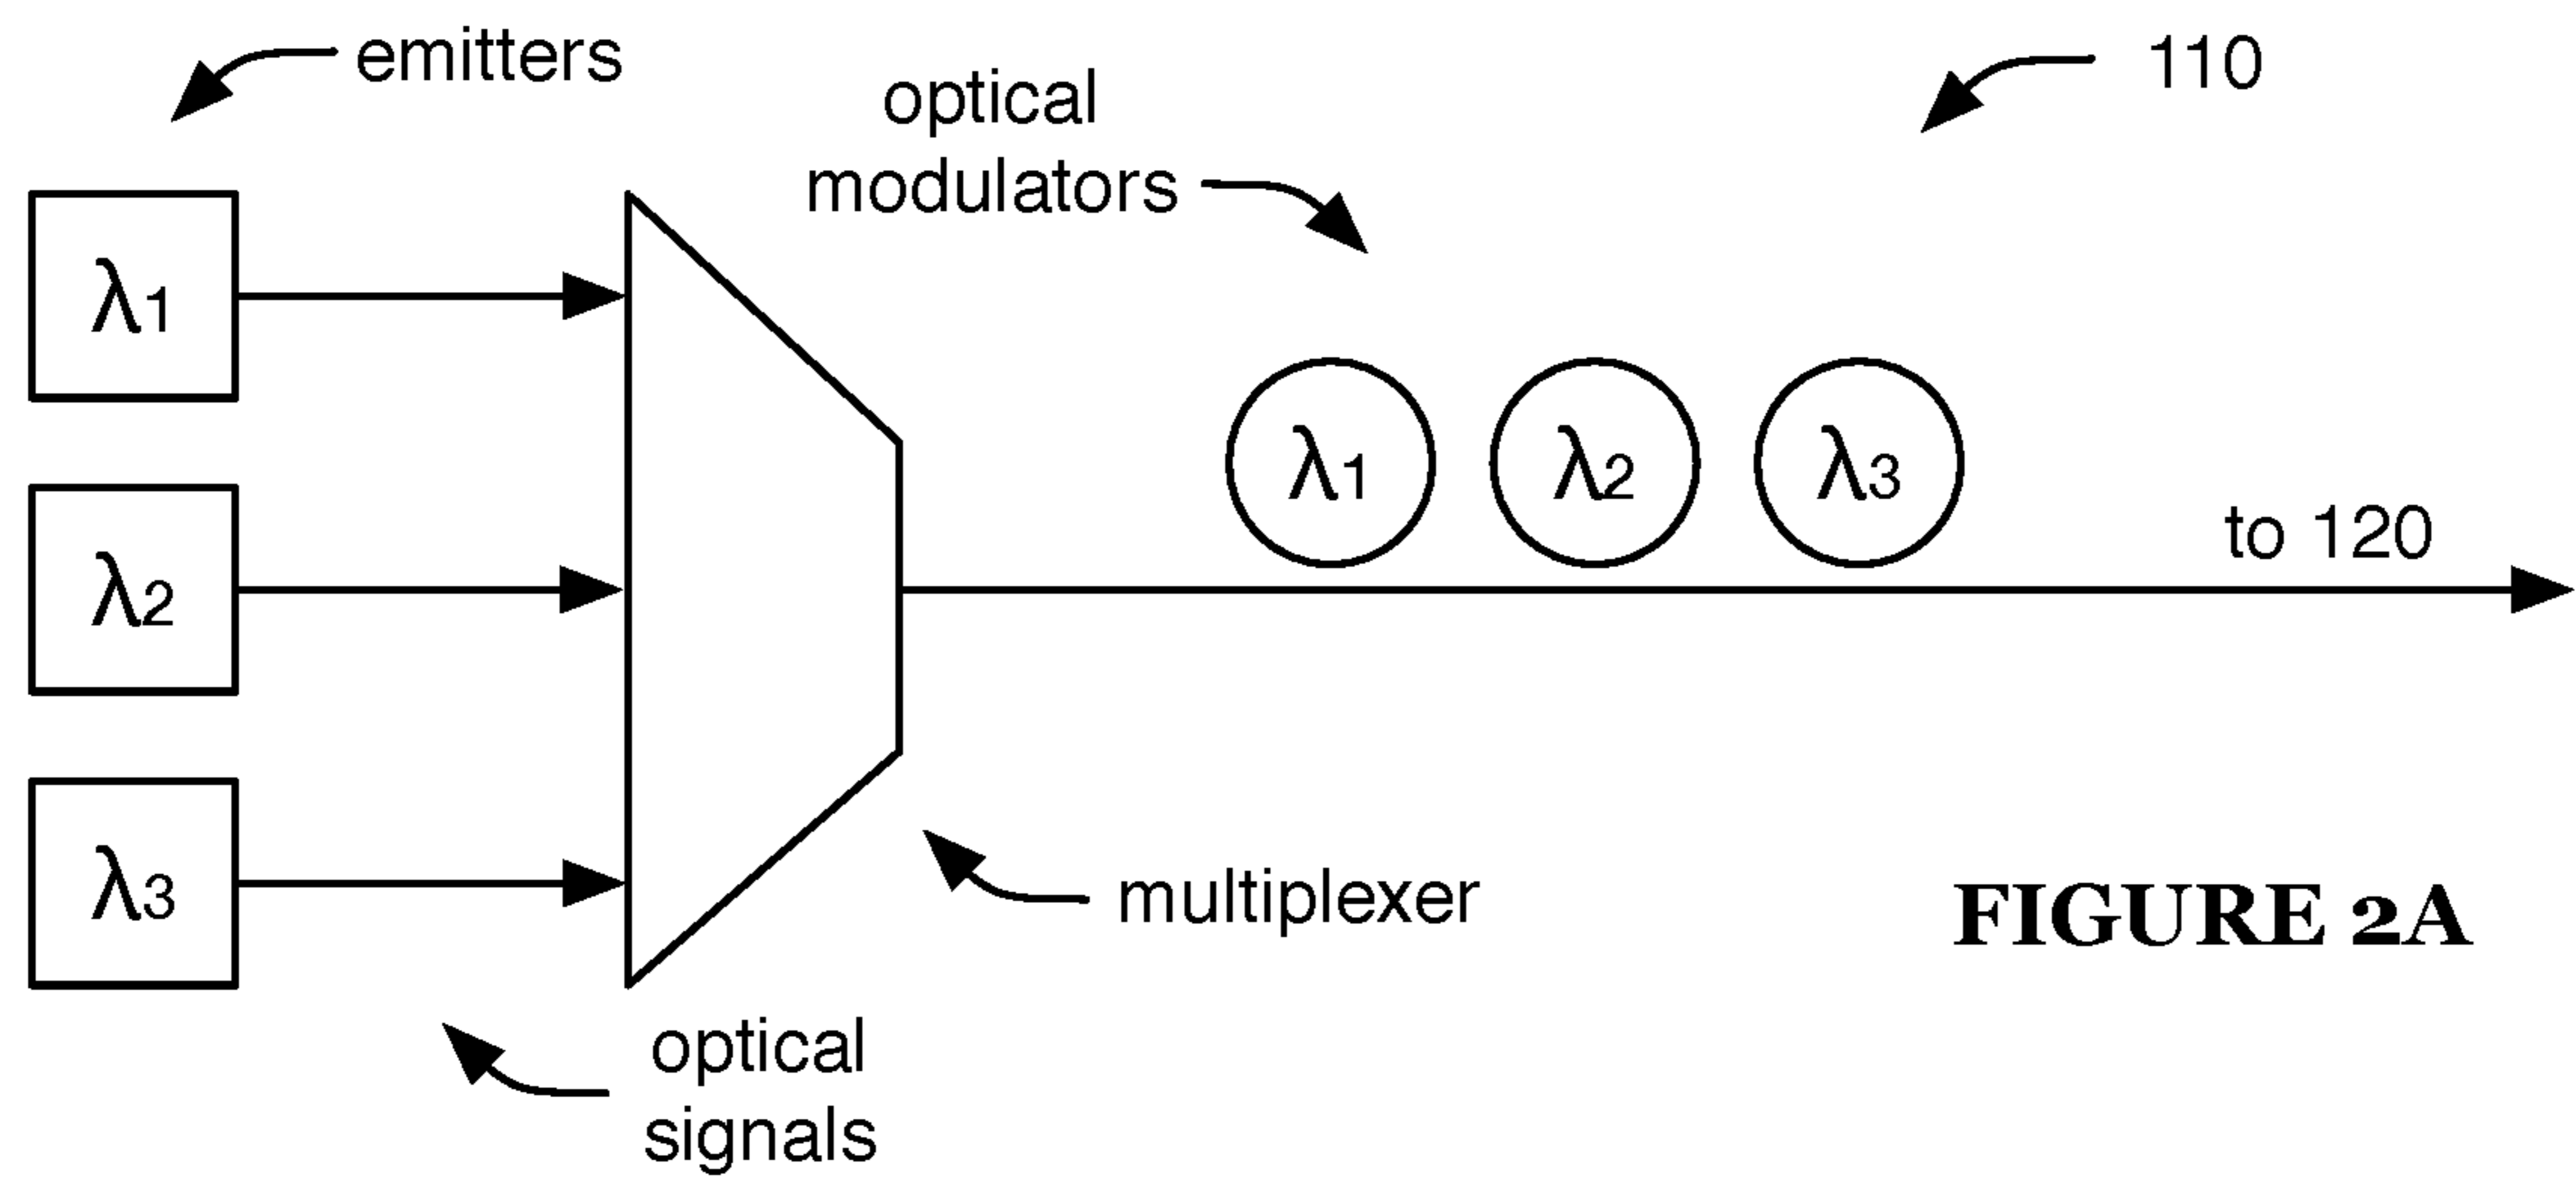 emitters
110
optical
modulators
λ1
λ2
λ3
λ1
λ2
λ3
to 120
multiplexer
FIGURE 2A
optical
signals